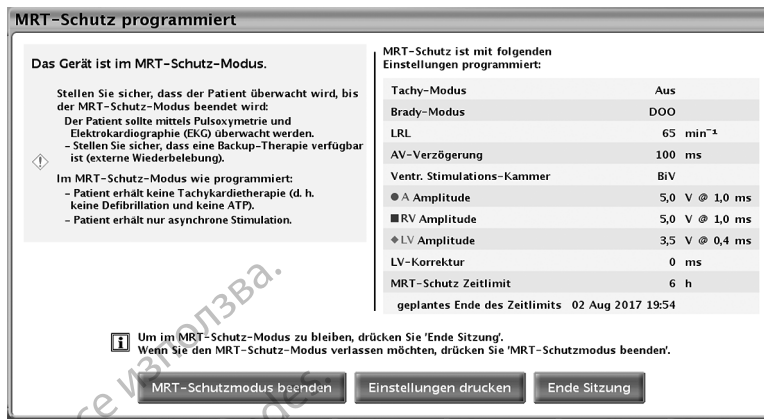 MRT-Schutz programmiert
Das Gerät ist im MRT-Schutz-Modus.
Stellen Sie sicher, dass der Patient überwacht wird, bis
der MRT-Schutz-Modus beendet wird:
Der Patient sollte mittels Pulsoxymetrie und
Elektrokardiographie (EKG) überwacht werden.
- Stellen Sie sicher, dass eine Backup-Therapie verfügbar
ist (externe Wiederbelebung).
Im MRT-Schutz-Modus wie programmiert:
- Patient erhält keine Tachykardietherapie (d. h.
keine Defibrillation und keine ATP).
- Patient erhält nur asynchrone Stimulation.
MRT-Schutz ist mit folgenden
Einstellungen programmiert:
Tachy-Modus Aus
Brady-Modus DOO
LRL 65 min⁻¹
AV-Verzögerung 100 ms
Ventr. Stimulations-Kammer BiV
A Amplitude 5,0 V @ 1,0 ms
RV Amplitude 5,0 V @ 1,0 ms
LV Amplitude 3,5 V @ 0,4 ms
LV-Korrektur 0 ms
MRT-Schutz Zeitlimit 6 h
geplantes Ende des Zeitlimits 02 Aug 2017 19:54
Um im MRT-Schutz-Modus zu bleiben, drücken Sie 'Ende Sitzung'.
Wenn Sie den MRT-Schutz-Modus verlassen möchten, drücken Sie 'MRT-Schutzmodus beenden'.
MRT-Schutzmodus beenden Einstellungen drucken Ende Sitzung
се използва.
des.